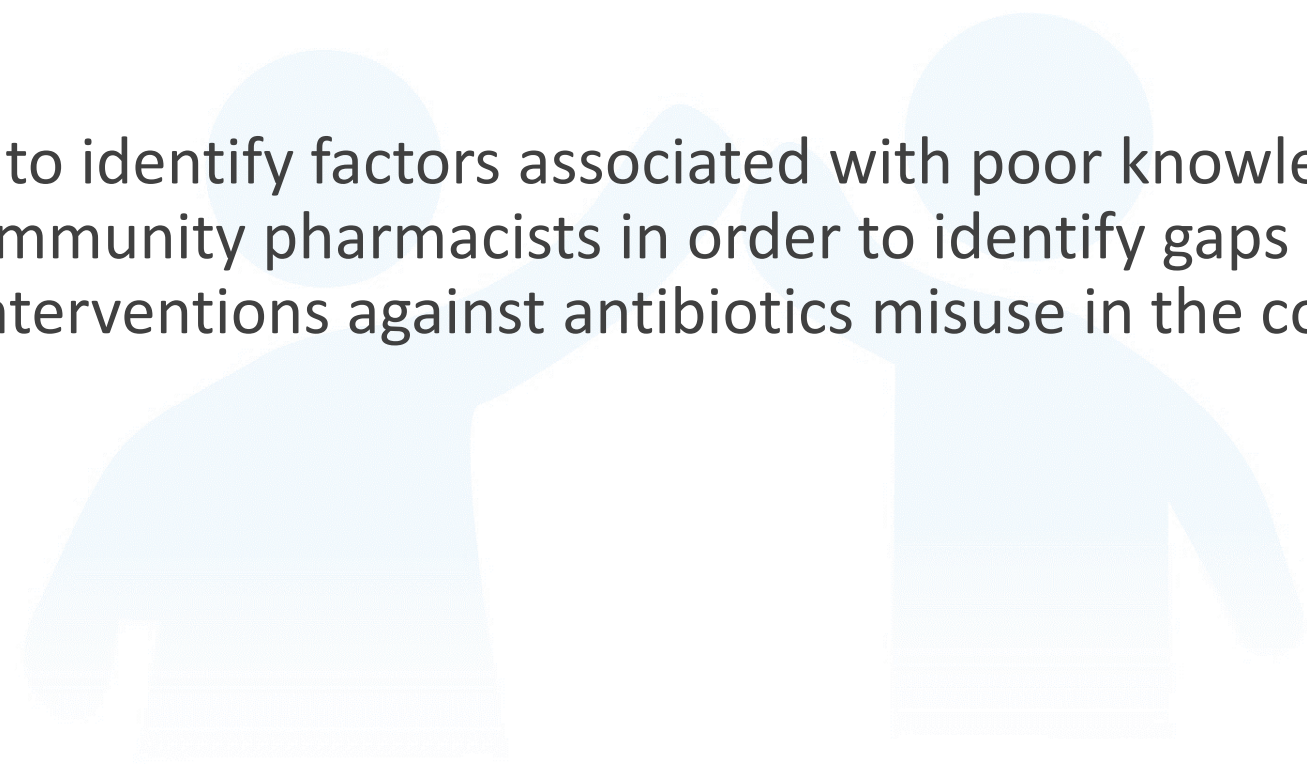 to identify factors associated with poor knowle
mmunity pharmacists in order to identify gaps
nterventions against antibiotics misuse in the co